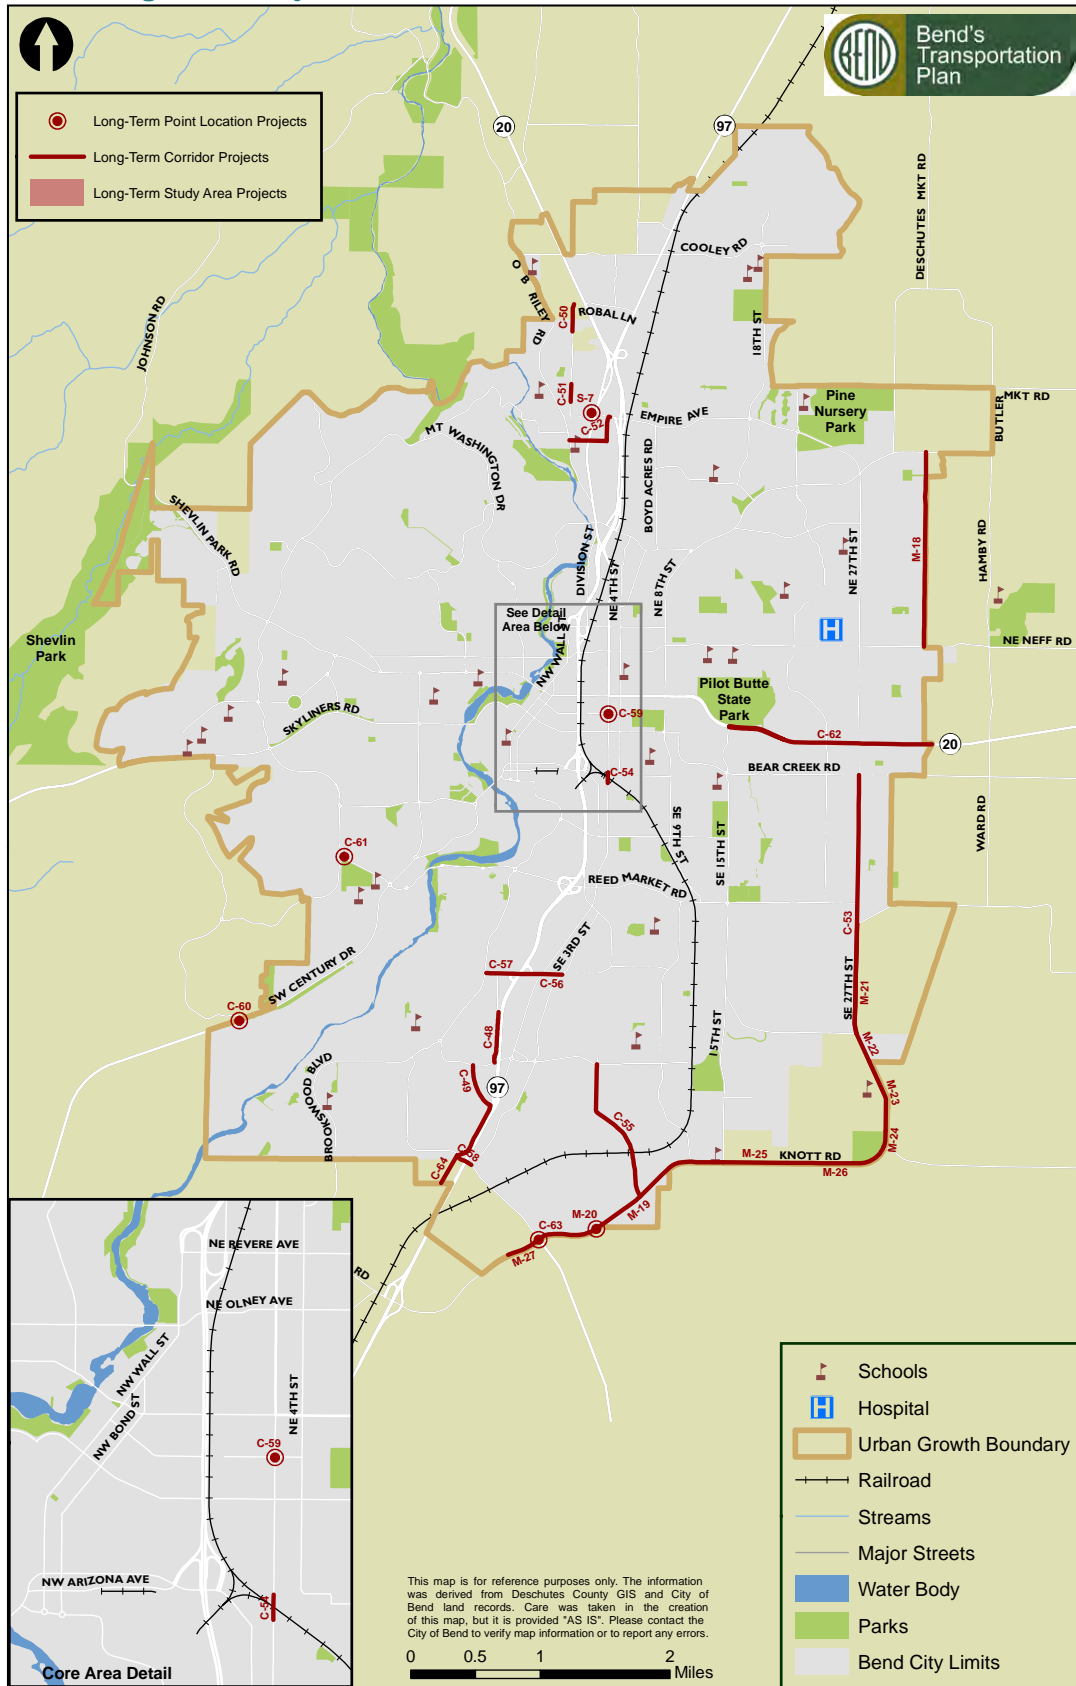 BEND
Bend's
Transportation
Plan
Long-Term Point Location Projects
Long-Term Corridor Projects
Long-Term Study Area Projects
20
97
DESCHUTES MKT RD
COOLEY RD
O B RILEY RD
C-50
ROBAL LN
18TH ST
JOHNSON RD
C-51
S-7
C-52
EMPIRE AVE
Pine
Nursery
Park
BUTLER
MKT RD
MT WASHINGTON DR
BOYD ACRES RD
SHEVLIN PARK RD
DIVISION ST
NE 4TH ST
NE 8TH ST
NE 27TH ST
M-18
HAMBY RD
See Detail
Area Below
NW WALL ST
H
NE NEFF RD
Shevlin
Park
Pilot Butte
State
Park
SKYLINERS RD
C-59
C-62
20
C-54
BEAR CREEK RD
SE 9TH ST
SE 15TH ST
WARD RD
C-61
REED MARKET RD
C-53
SE 3RD ST
SW CENTURY DR
C-57
C-56
SE 27TH ST
M-21
C-60
C-48
15TH ST
M-22
BROOKSWOOD BLVD
C-49
97
M-23
C-55
M-24
C-58
C-64
M-25
KNOTT RD
M-26
M-19
M-20
C-63
M-27
RD
NE REVERE AVE
NE OLNEY AVE
NW WALL ST
NW BOND ST
NE 4TH ST
C-59
NW ARIZONA AVE
C-54
Core Area Detail
This map is for reference purposes only. The information
was derived from Deschutes County GIS and City of
Bend land records. Care was taken in the creation
of this map, but it is provided "AS IS". Please contact the
City of Bend to verify map information or to report any errors.
0 0.5 1 2
Miles
Schools
H Hospital
Urban Growth Boundary
Railroad
Streams
Major Streets
Water Body
Parks
Bend City Limits